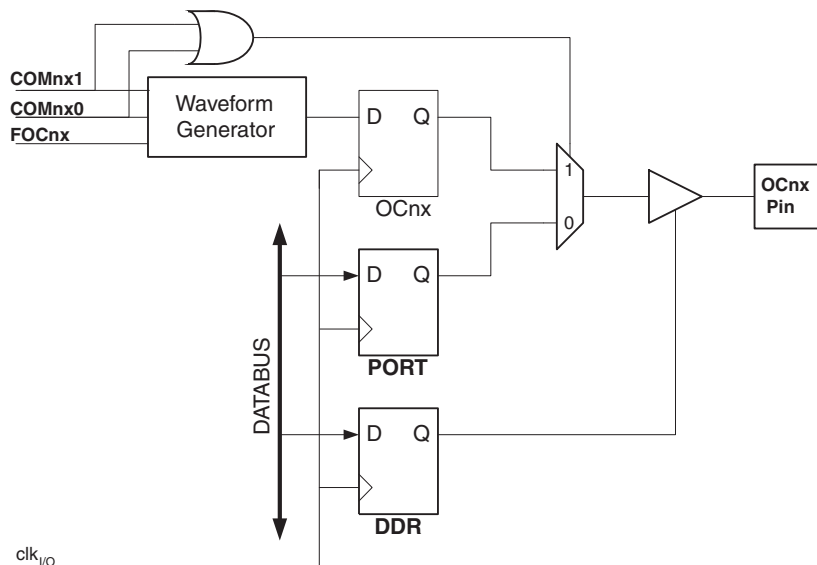 COMnx1
COMnx0
FOCnx
Waveform
Generator
D Q
OCnx
1
0
OCnx
Pin
D Q
PORT
DATABUS
D Q
DDR
clkI/O